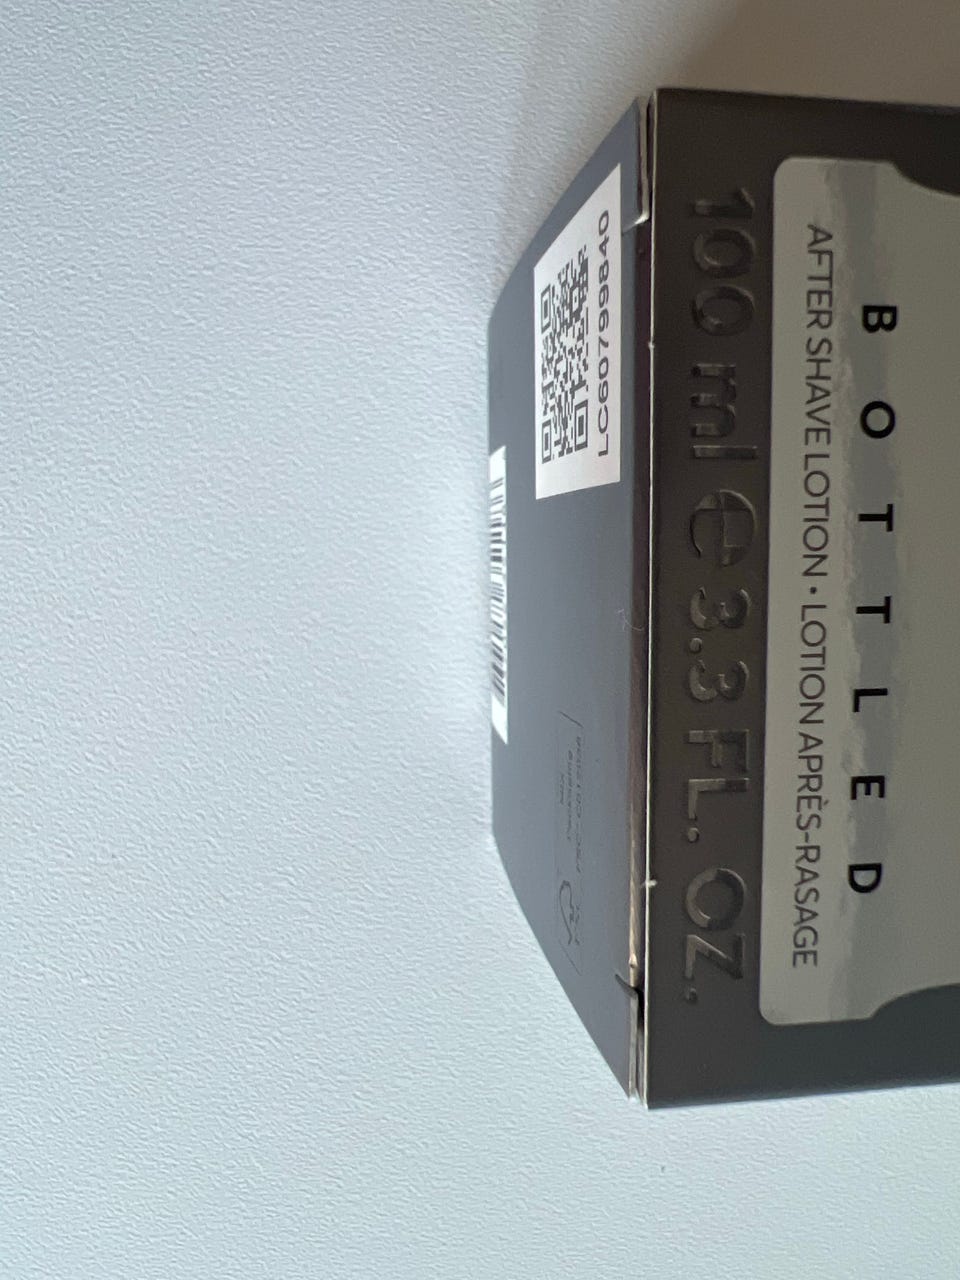 BOTTLED
AFTER SHAVE LOTION • LOTION APRÈS-RASAGE
100 ml ℮ 3.3 FL. OZ.
LC6079984O